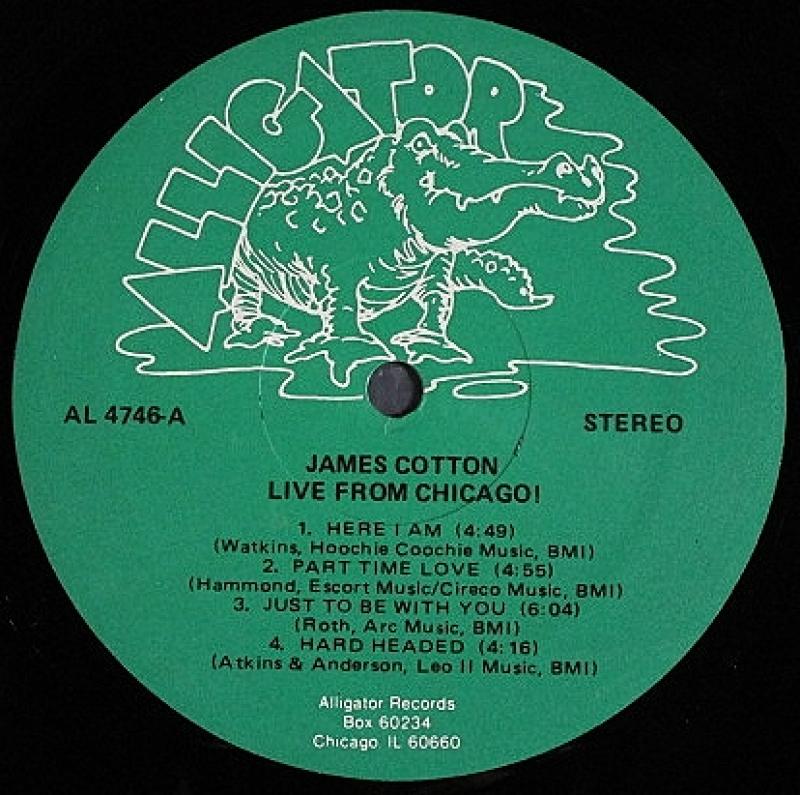 ALLIGATOR
AL 4746-A
STEREO
JAMES COTTON
LIVE FROM CHICAGO!
1. HERE I AM (4:49)
(Watkins, Hoochie Coochie Music, BMI)
2. PART TIME LOVE (4:55)
(Hammond, Escort Music/Cireco Music, BMI)
3. JUST TO BE WITH YOU (6:04)
(Roth, Arc Music, BMI)
4. HARD HEADED (4:16)
(Atkins & Anderson, Leo II Music, BMI)
Alligator Records
Box 60234
Chicago IL 60660